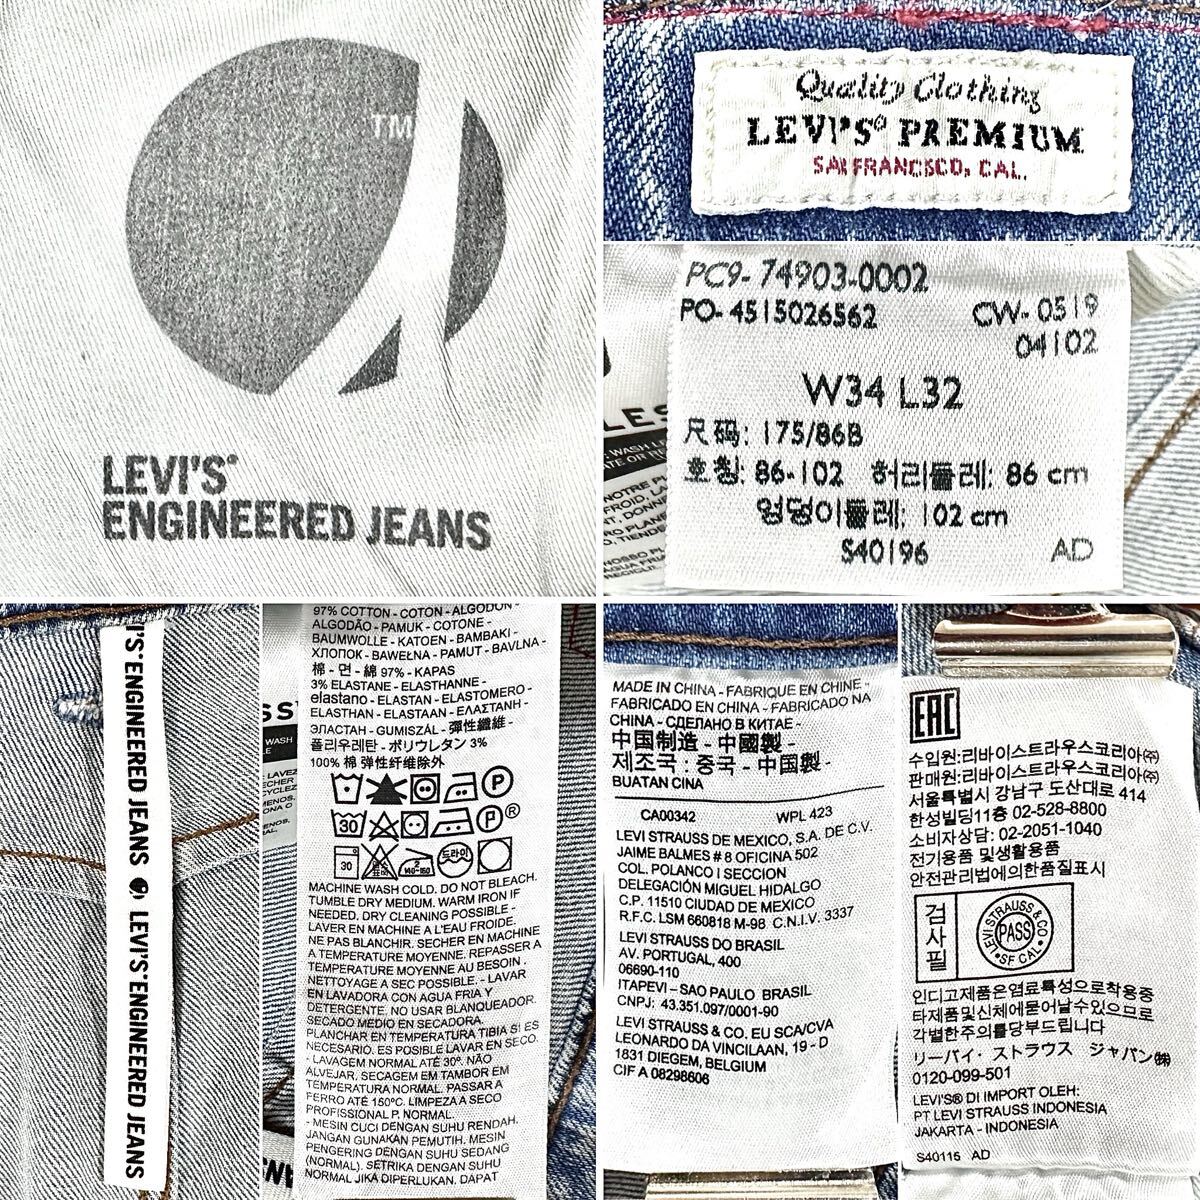 TM
LEVI'S®
ENGINEERED JEANS
Quality Clothing
LEVI'S® PREMIUM
SAN FRANCISCO, CAL.
PC9-74903-0002
PO-4515026562 CW-0519
04102
W34 L32
尺码: 175/86B
호칭: 86-102 허리둘레: 86 cm
엉덩이둘레: 102 cm
S40196 AD
'S® ENGINEERED JEANS LEVI'S® ENGINEERED JEANS
97% COTTON - COTON - ALGODÓN -
ALGODÃO - PAMUK - COTONE -
BAUMWOLLE - KATOEN - BAMBAKI -
ХЛОПОК - BAWEŁNA - PAMUT - BAVLNA -
棉 - 면 - 綿 97% - KAPAS
3% ELASTANE - ELASTHANNE -
elastano - ELASTAN - ELASTOMERO -
ELASTHAN - ELASTAAN - ΕΛΑΣΤΑΝΗ -
ЭЛАСТАН - GUMISZÁL - 彈性纖維 -
폴리우레탄 - ポリウレタン 3%
100% 棉 弹性纤维除外
P
30 P®
30 140-150 드라이
MACHINE WASH COLD. DO NOT BLEACH.
TUMBLE DRY MEDIUM. WARM IRON IF
NEEDED. DRY CLEANING POSSIBLE -
LAVER EN MACHINE A L'EAU FROIDE.
NE PAS BLANCHIR. SECHER EN MACHINE
A TEMPERATURE MOYENNE. REPASSER A
TEMPERATURE MOYENNE AU BESOIN .
NETTOYAGE A SEC POSSIBLE. - LAVAR
EN LAVADORA CON AGUA FRIA Y
DETERGENTE. NO USAR BLANQUEADOR.
SECADO MEDIO EN SECADORA.
PLANCHAR EN TEMPERATURA TIBIA SI ES
NECESARIO. ES POSIBLE LAVAR EN SECO.
- LAVAGEM NORMAL ATÉ 30º. NÃO
ALVEJAR. SECAGEM EM TAMBOR EM
TEMPERATURA NORMAL. PASSAR A
FERRO ATÉ 150ºC. LIMPEZA A SECO
PROFISSIONAL P. NORMAL.
- MESIN CUCI DENGAN SUHU RENDAH.
JANGAN GUNAKAN PEMUTIH. MESIN
PENGERING DENGAN SUHU SEDANG
(NORMAL). SETRIKA DENGAN SUHU
NORMAL JIKA DIPERLUKAN. DAPAT
MADE IN CHINA - FABRIQUE EN CHINE -
FABRICADO EN CHINA - FABRICADO NA
CHINA - СДЕЛАНО В КИТАЕ -
中国制造 - 中國製 -
제조국 : 중국 - 中国製 -
BUATAN CINA
CA00342 WPL 423
LEVI STRAUSS DE MEXICO, S.A. DE C.V.
JAIME BALMES # 8 OFICINA 502
COL. POLANCO I SECCION
DELEGACIÓN MIGUEL HIDALGO
C.P. 11510 CIUDAD DE MEXICO
R.F.C. LSM 660818 M-98 C.N.I.V. 3337
LEVI STRAUSS DO BRASIL
AV. PORTUGAL, 400
06690-110
ITAPEVI – SAO PAULO BRASIL
CNPJ: 43.351.097/0001-90
LEVI STRAUSS & CO. EU SCA/CVA
LEONARDO DA VINCILAAN, 19 - D
1831 DIEGEM, BELGIUM
CIF A 08298606
EAC
수입원:리바이스트라우스코리아㈜
판매원:리바이스트라우스코리아㈜
서울특별시 강남구 도산대로 414
한성빌딩11층 02-528-8800
소비자상담: 02-2051-1040
전기용품 및생활용품
안전관리법에의한품질표시
검사필
LEVI STRAUSS & CO.
PASS
SF CAL
인디고제품은염료특성으로착용중
타제품및신체에묻어날수있으므로
각별한주의를당부드립니다
リーバイ・ストラウス ジャパン㈱
0120-099-501
LEVI'S® DI IMPORT OLEH:
PT LEVI STRAUSS INDONESIA
JAKARTA - INDONESIA
S40115 AD